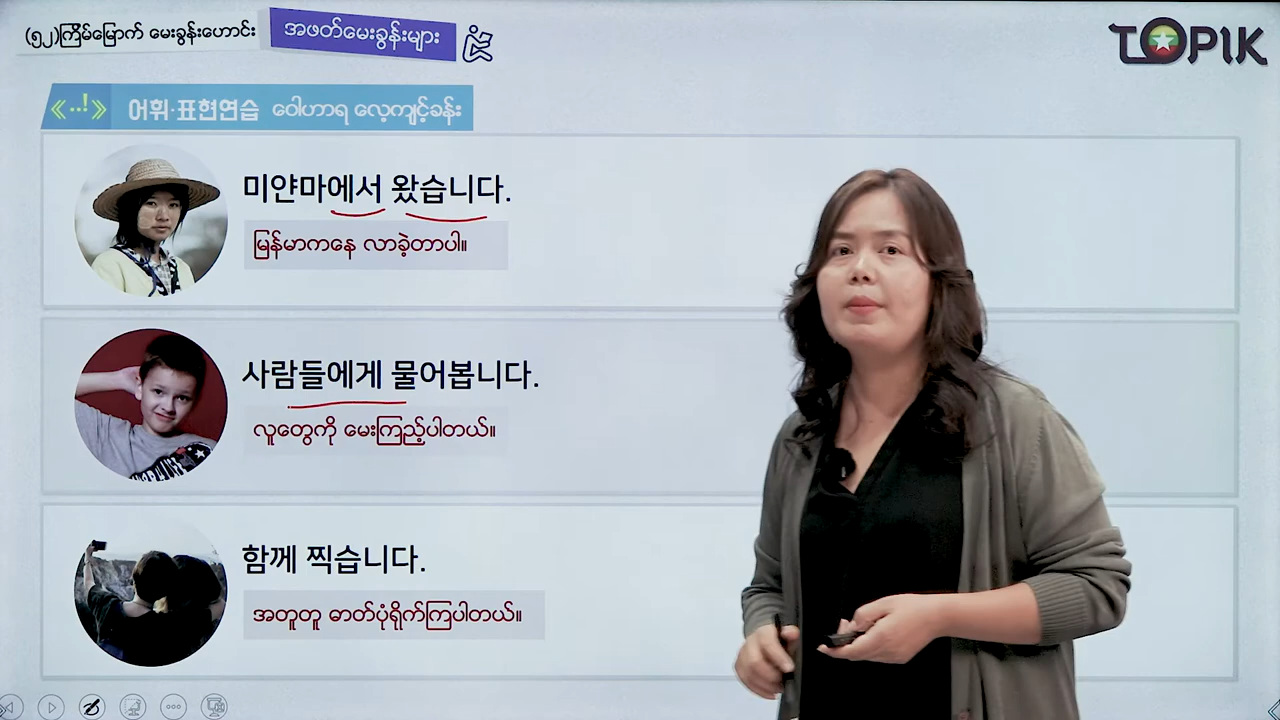 (၅၂)ကြိမ်မြောက် မေးခွန်းဟောင်း
အဖတ်မေးခွန်းများ
TOPIK
어휘·표현연습 ဝေါဟာရ လေ့ကျင့်ခန်း
미얀마에서 왔습니다.
မြန်မာကနေ လာခဲ့တာပါ။
사람들에게 물어봅니다.
လူတွေကို မေးကြည့်ပါတယ်။
함께 찍습니다.
အတူတူ ဓာတ်ပုံရိုက်ကြပါတယ်။